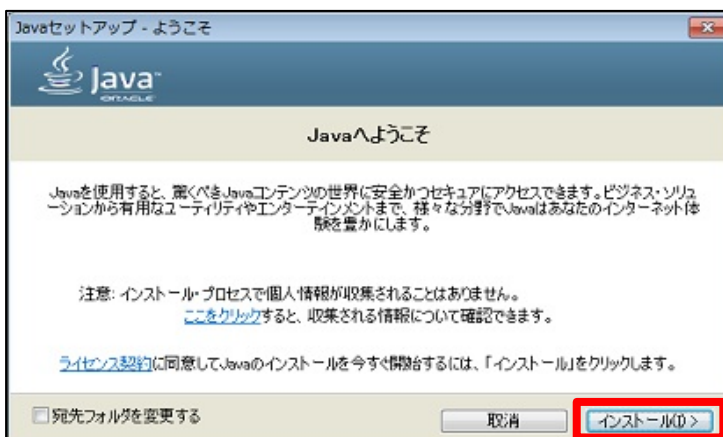 Javaセットアップ - ようこそ
Java
ORACLE
Javaへようこそ
Javaを使用すると、驚くべきJavaコンテンツの世界に安全かつセキュアにアクセスできます。ビジネス・ソリュ
ーションから有用なユーティリティやエンターテインメントまで、様々な分野でJavaはあなたのインターネット体
験を豊かにします。
注意: インストール・プロセスで個人情報が収集されることはありません。
ここをクリックすると、収集される情報について確認できます。
ライセンス契約に同意してJavaのインストールを今すぐ開始するには、「インストール」をクリックします。
宛先フォルダを変更する
取消
インストール(I) >